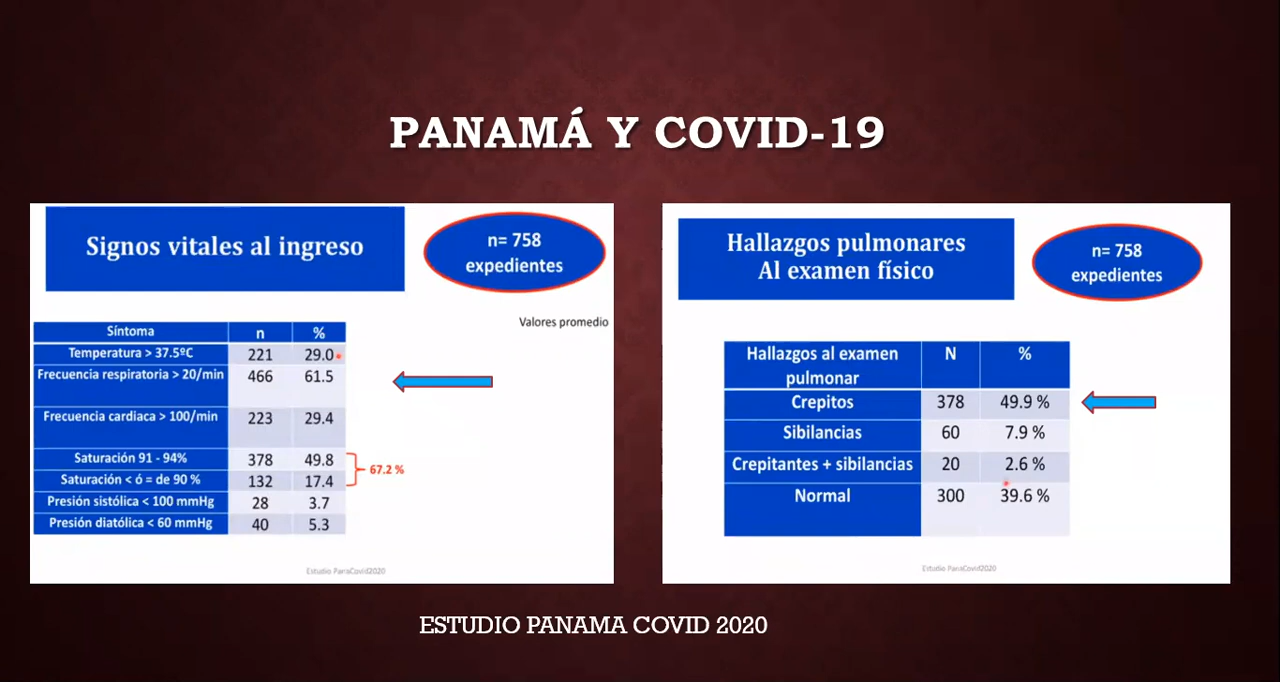 PANAMÁ Y COVID-19
Signos vitales al ingreso
n= 758
expedientes
Valores promedio
Síntoma n %
Temperatura > 37.5ºC 221 29.0
Frecuencia respiratoria > 20/min 466 61.5
Frecuencia cardiaca > 100/min 223 29.4
Saturación 91 - 94% 378 49.8
Saturación < ó = de 90 % 132 17.4
67.2 %
Presión sistólica < 100 mmHg 28 3.7
Presión diatólica < 60 mmHg 40 5.3
Estudio PanaCovid2020
Hallazgos pulmonares
Al examen físico
n= 758
expedientes
Hallazgos al examen
pulmonar N %
Crepitos 378 49.9 %
Sibilancias 60 7.9 %
Crepitantes + sibilancias 20 2.6 %
Normal 300 39.6 %
Estudio PanaCovid2020
ESTUDIO PANAMA COVID 2020